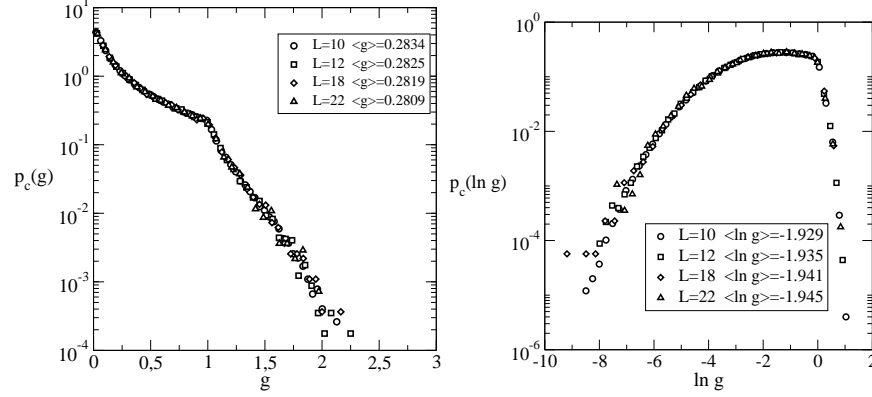 10^1
10^0
10^-1
10^-2
10^-3
10^-4
p_c(g)
0 0,5 1 1,5 2 2,5 3
g
L=10 <g>=0.2834
L=12 <g>=0.2825
L=18 <g>=0.2819
L=22 <g>=0.2809
10^0
10^-2
10^-4
10^-6
p_c(ln g)
-10 -8 -6 -4 -2 0 2
ln g
L=10 <ln g>=-1.929
L=12 <ln g>=-1.935
L=18 <ln g>=-1.941
L=22 <ln g>=-1.945